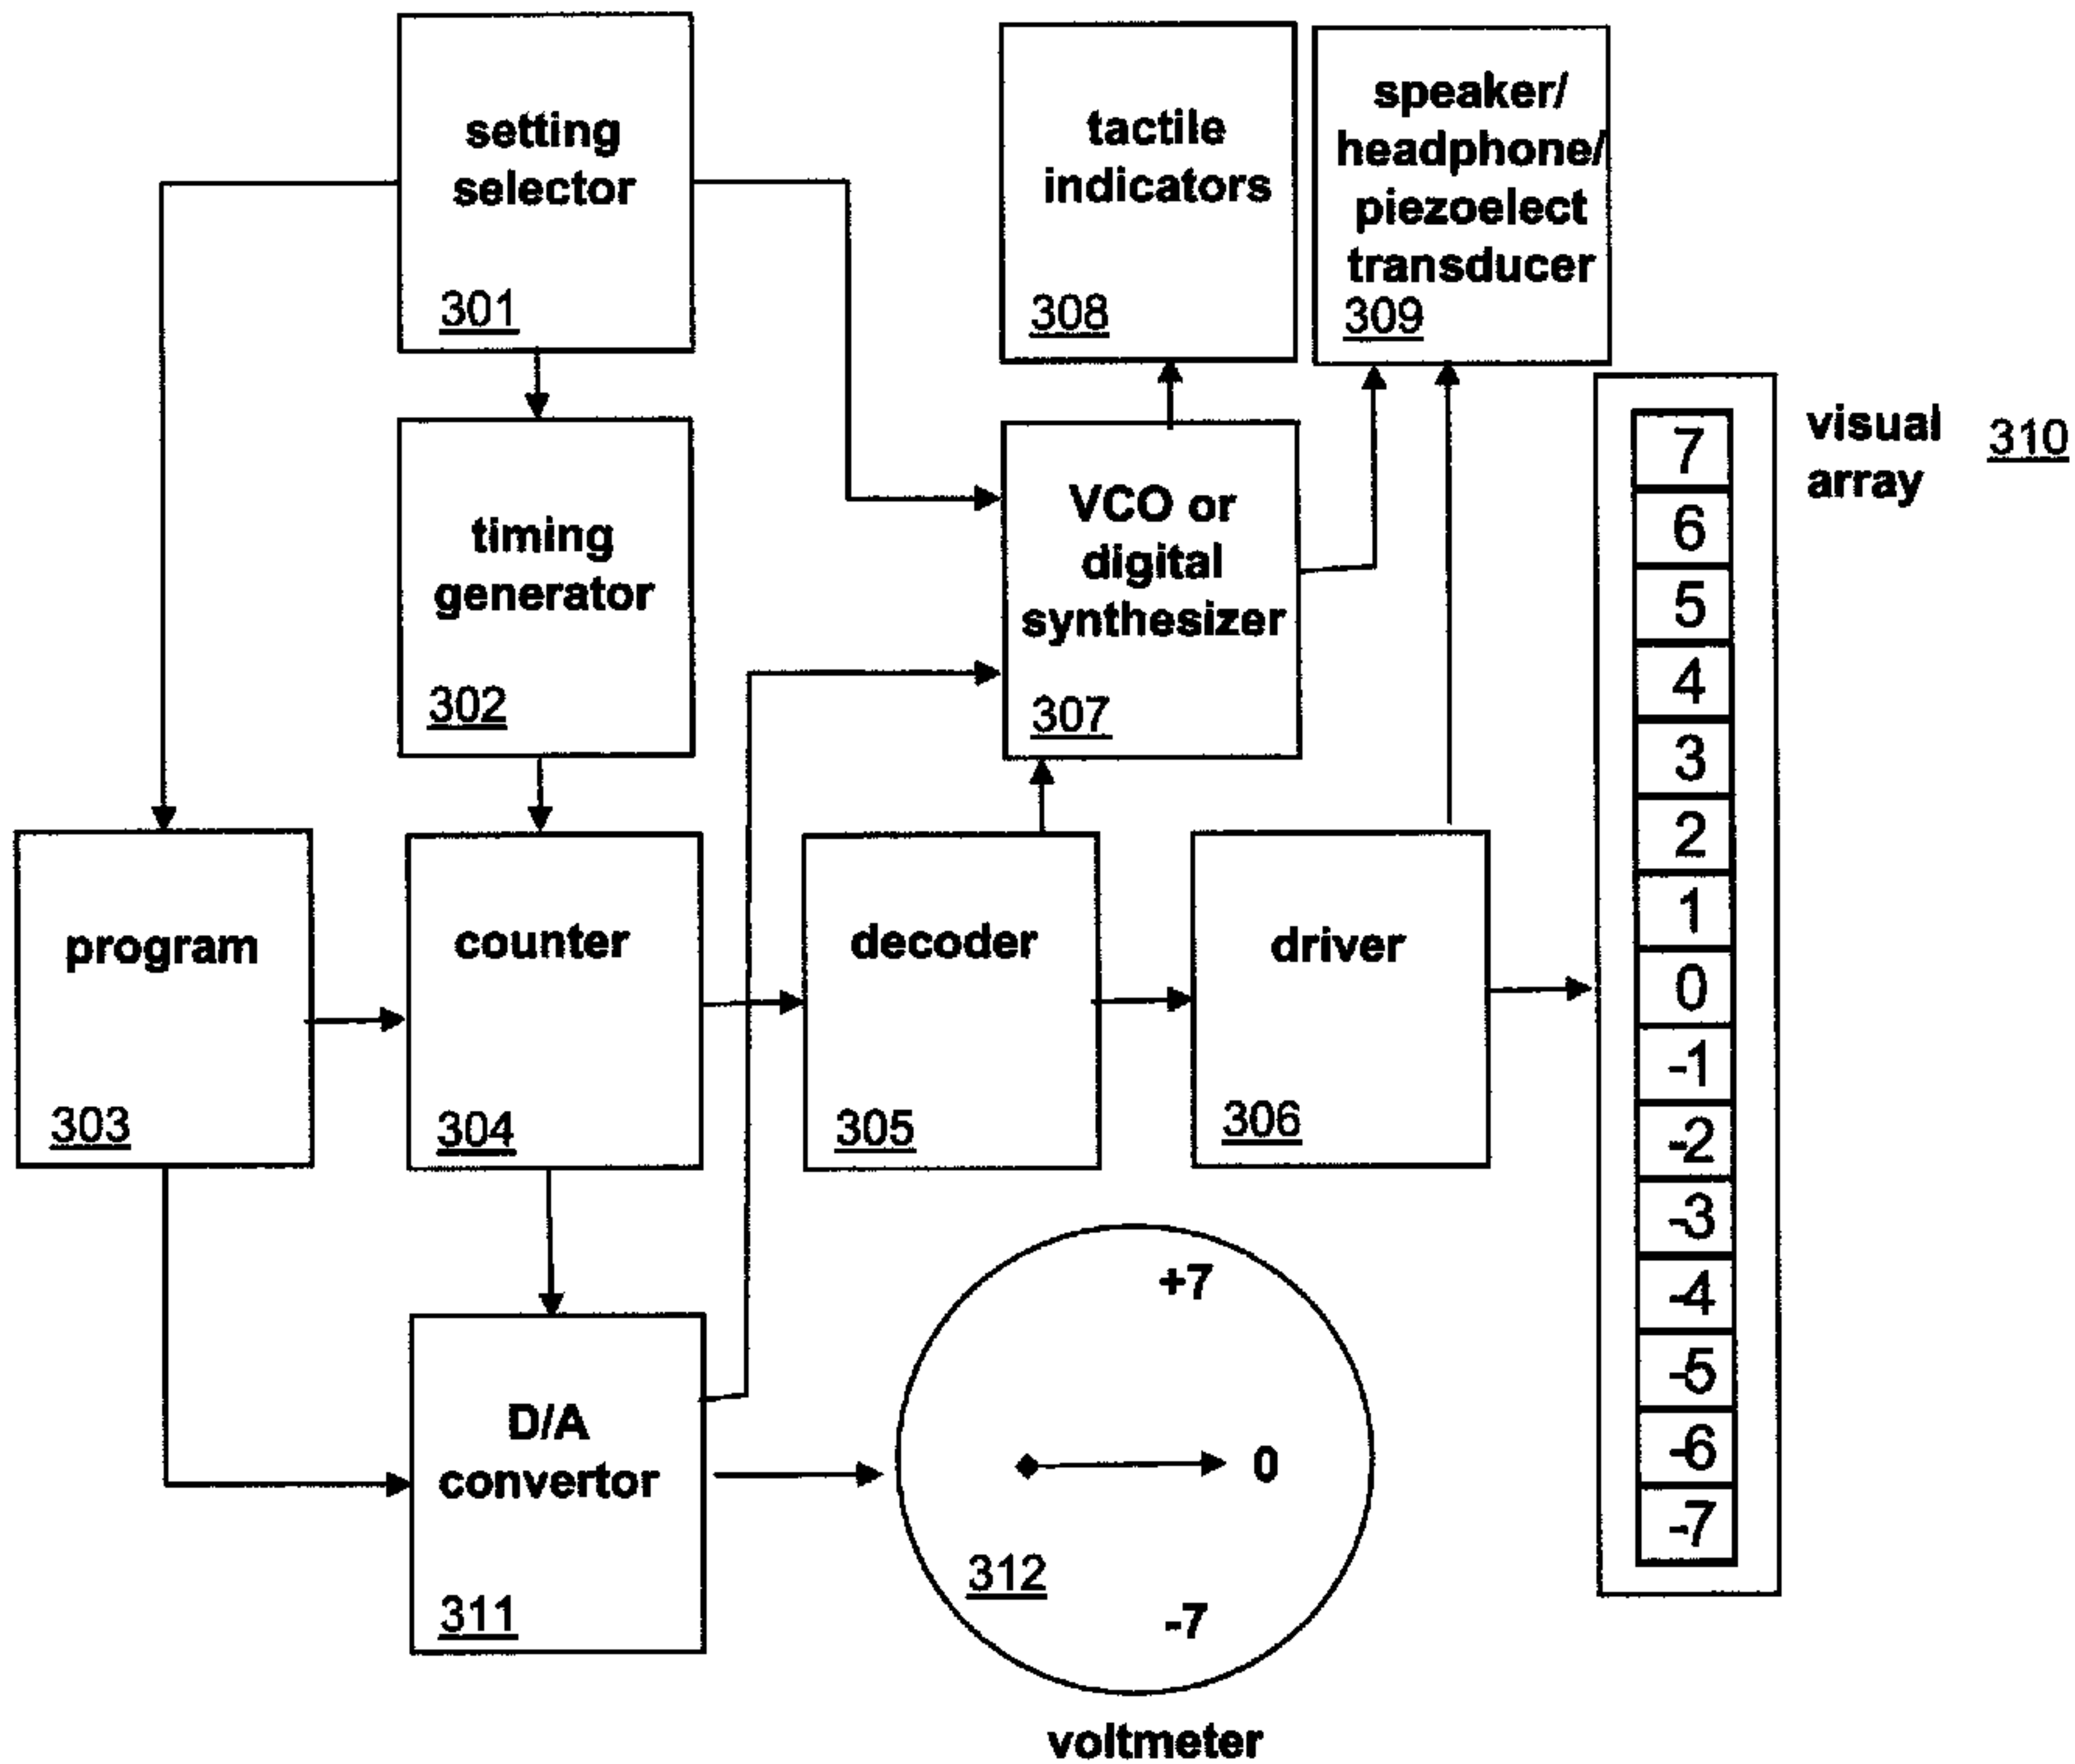 setting
selector
301
tactile
indicators
308
speaker/
headphone/
piezoelect
transducer
309
timing
generator
302
VCO or
digital
synthesizer
307
visual
array
310
7
6
5
4
3
2
1
0
-1
-2
-3
-4
-5
-6
-7
program
303
counter
304
decoder
305
driver
306
D/A
convertor
311
+7
0
312
-7
voltmeter